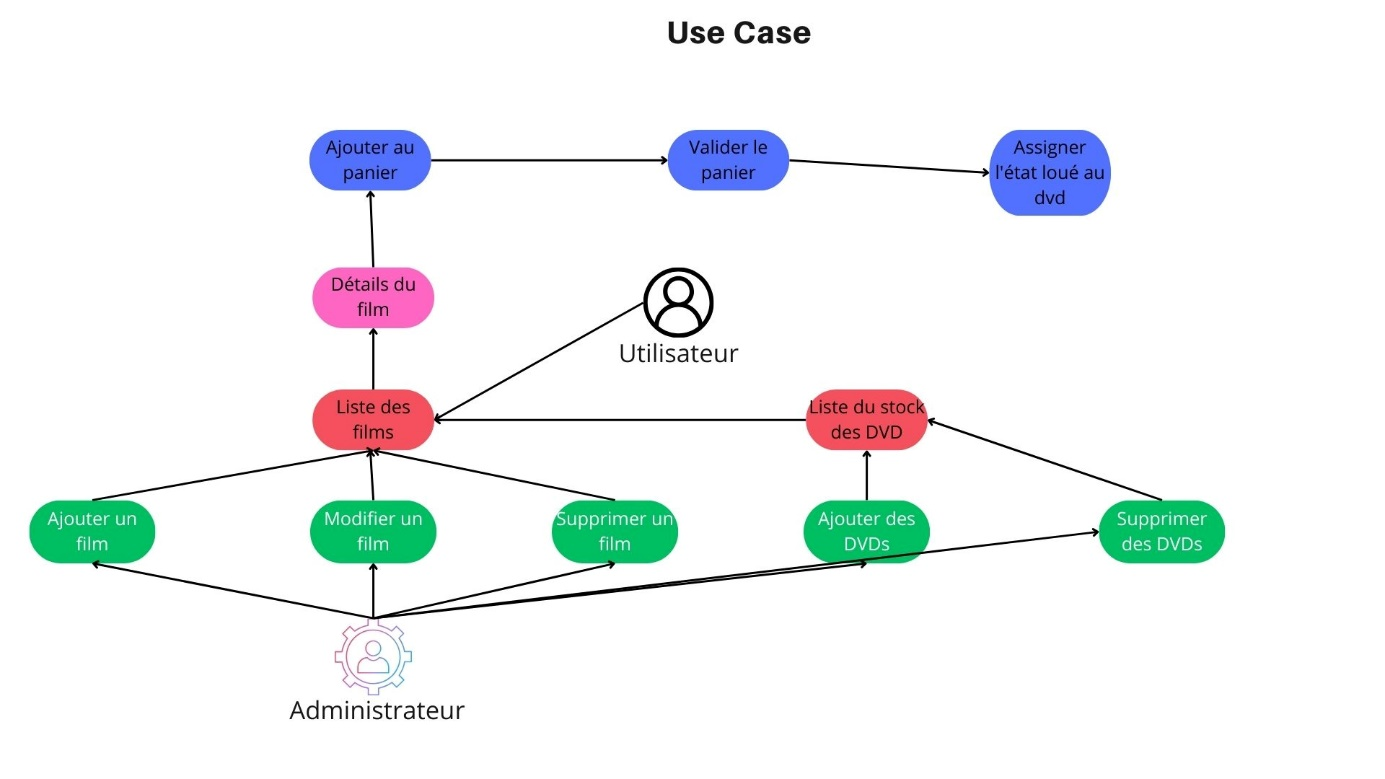 Use Case
Ajouter au
panier
Valider le
panier
Assigner
l'état loué au
dvd
Détails du
film
Utilisateur
Liste des
films
Liste du stock
des DVD
Ajouter un
film
Modifier un
film
Supprimer un
film
Ajouter des
DVDs
Supprimer
des DVDs
Administrateur